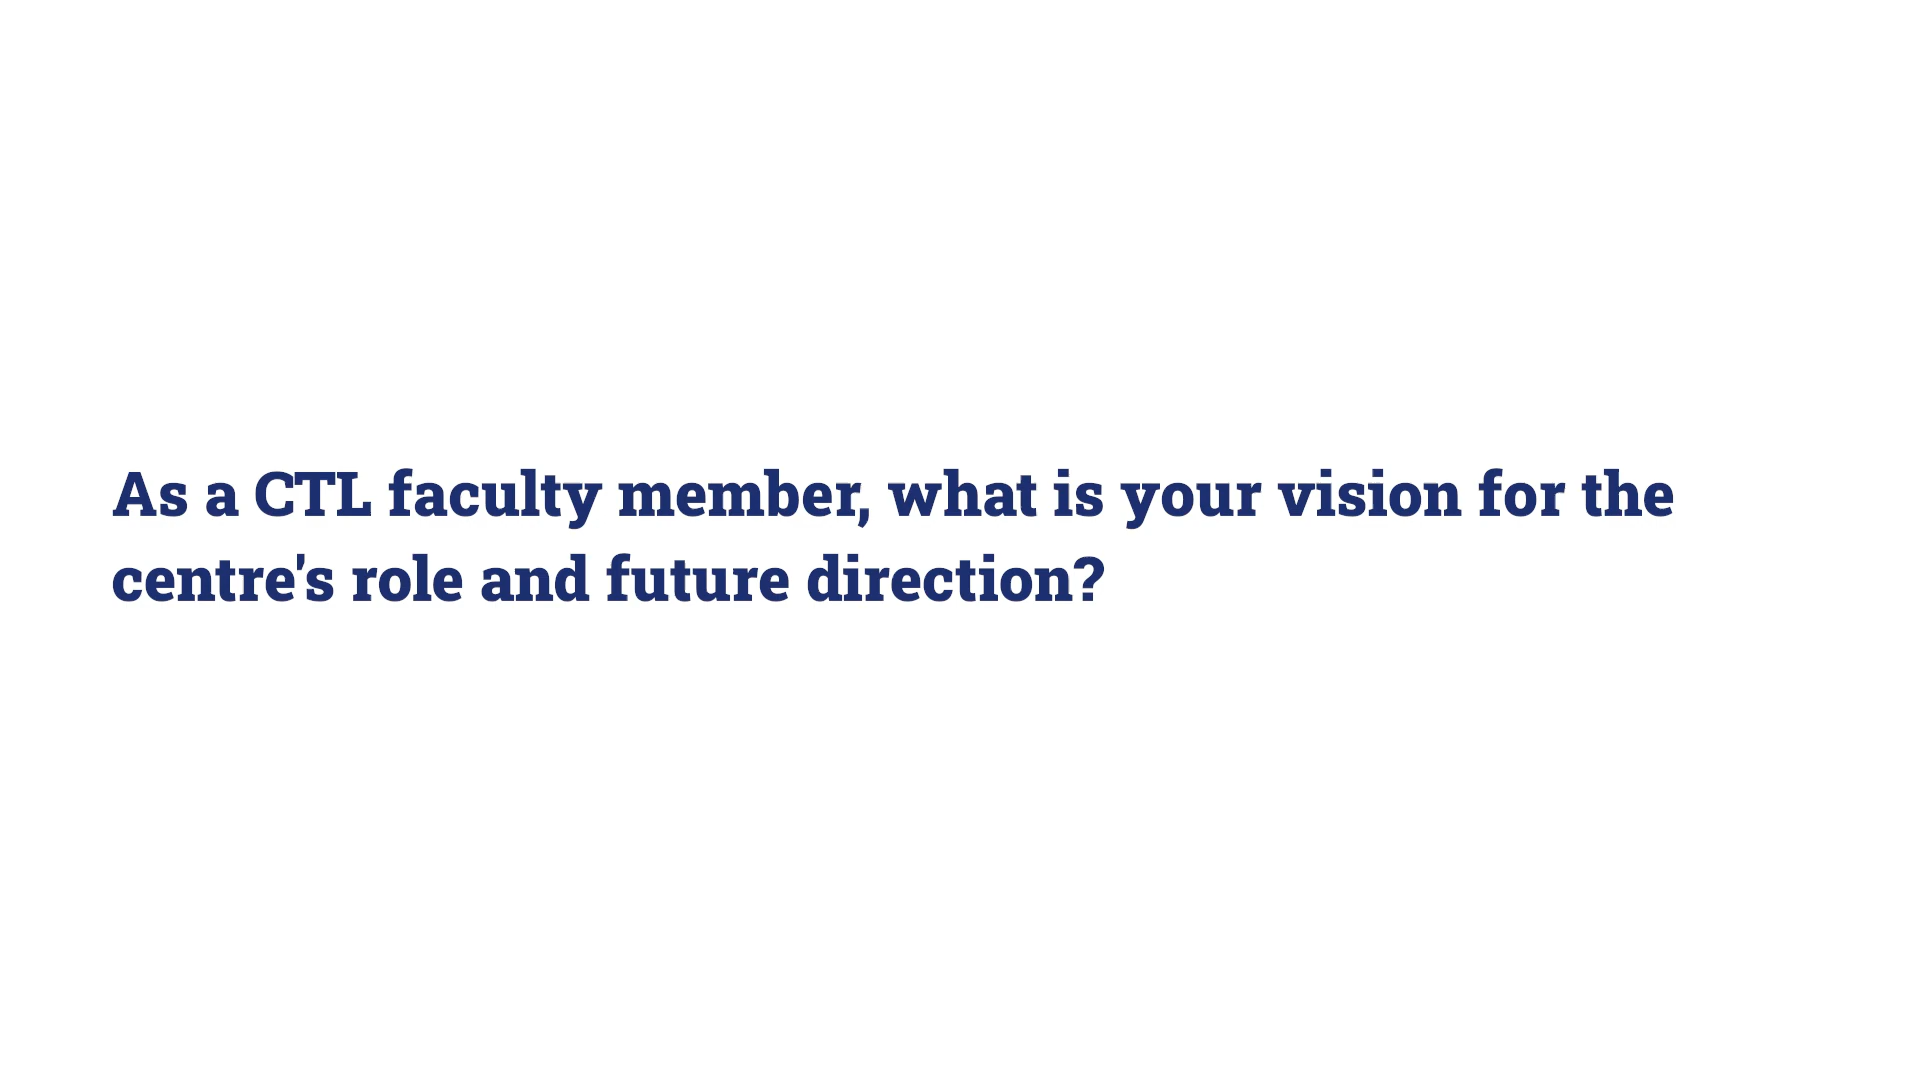 As a CTL faculty member, what is your vision for the
centre's role and future direction?